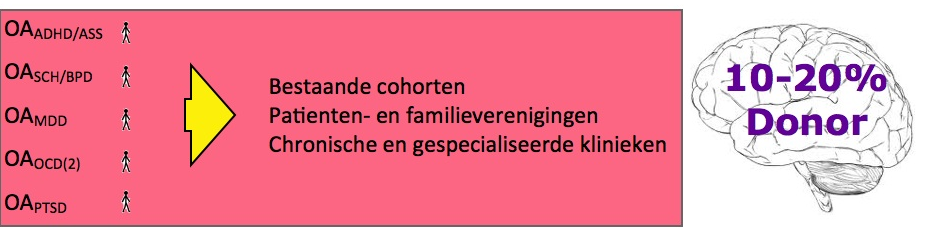 OAADHD/ASS
OASCH/BPD
OAMDD
OAOCD(2)
OAPTSD
Bestaande cohorten
Patienten- en familieverenigingen
Chronische en gespecialiseerde klinieken
10-20%
Donor